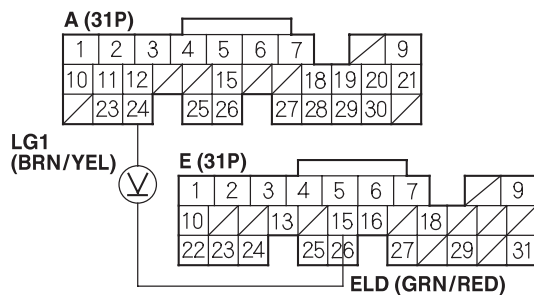 A (31P)
1 2 3 4 5 6 7 9
10 11 12 15 18 19 20 21
23 24 25 26 27 28 29 30
LG1
(BRN/YEL)
V
E (31P)
1 2 3 4 5 6 7 9
10 13 15 16 18
22 23 24 25 26 27 29 31
ELD (GRN/RED)